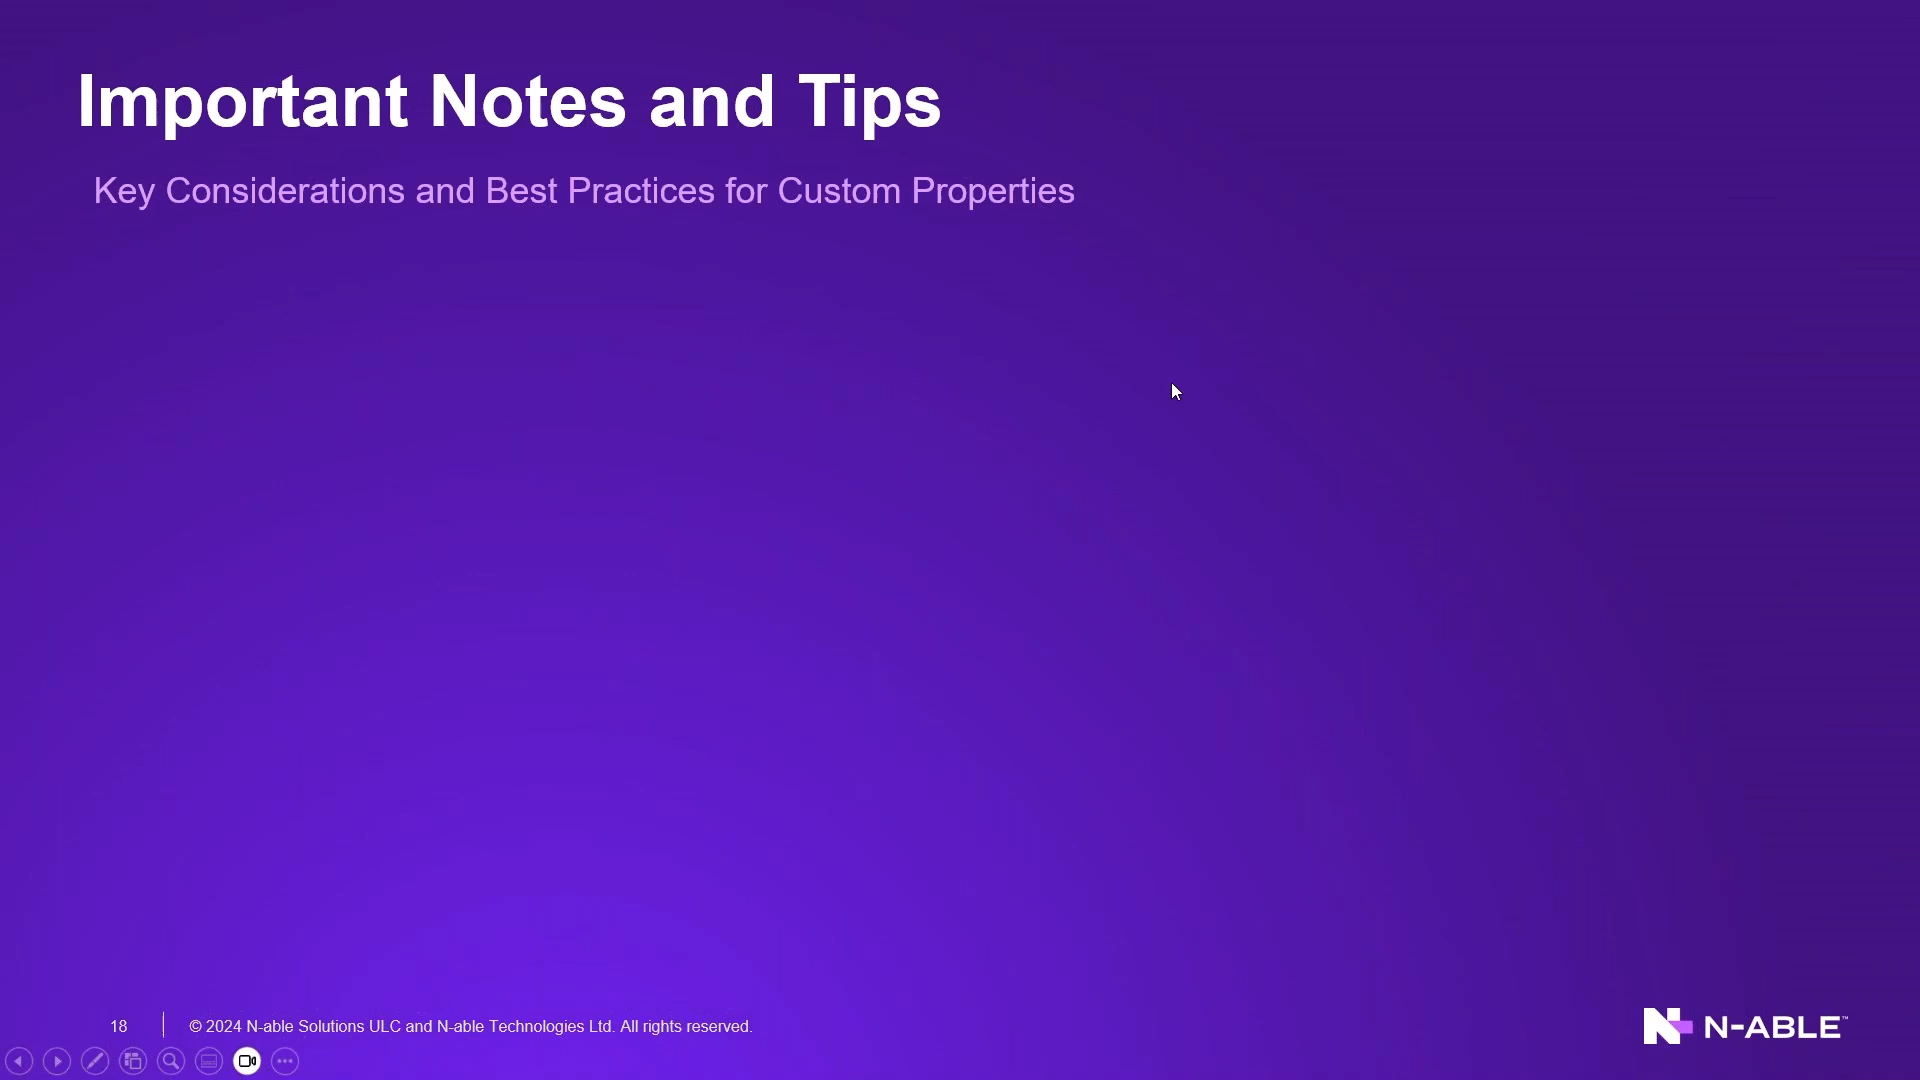 Important Notes and Tips
Key Considerations and Best Practices for Custom Properties
18
© 2024 N-able Solutions ULC and N-able Technologies Ltd. All rights reserved.
N-ABLE™